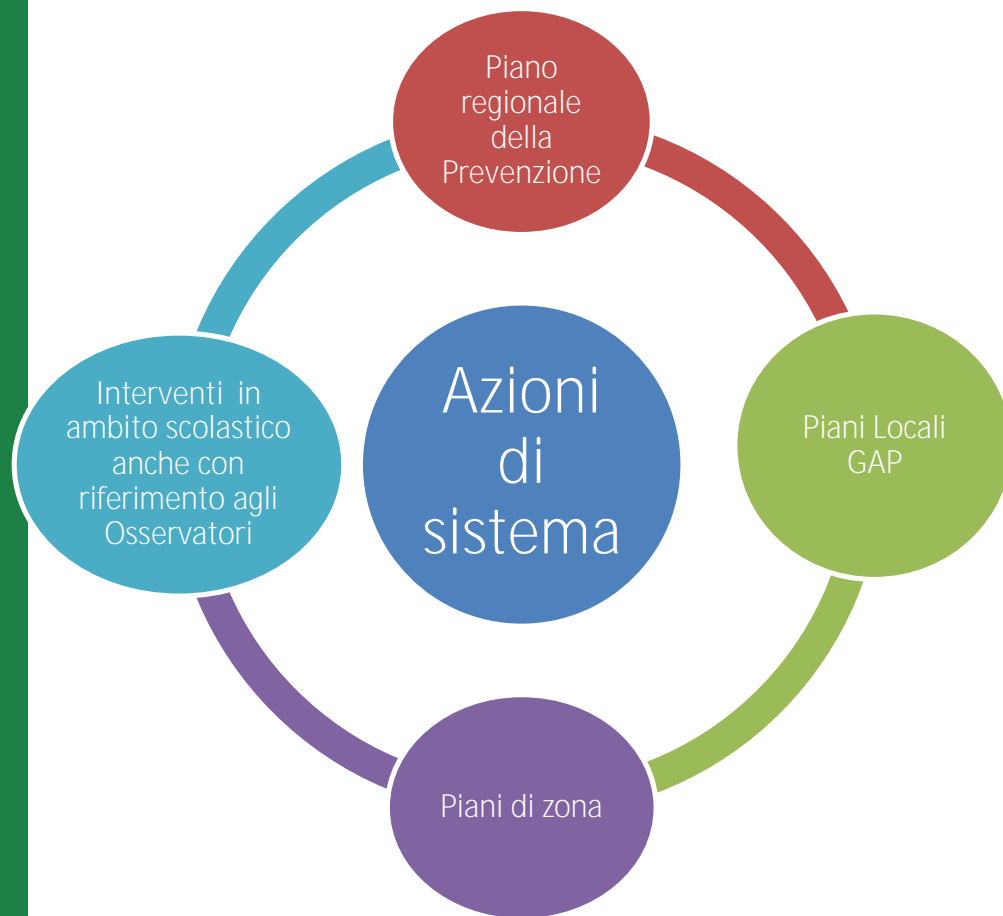 Piano
regionale
della
Prevenzione
Interventi in
ambito scolastico
anche con
riferimento agli
Osservatori
Azioni
di
sistema
Piani Locali
GAP
Piani di zona